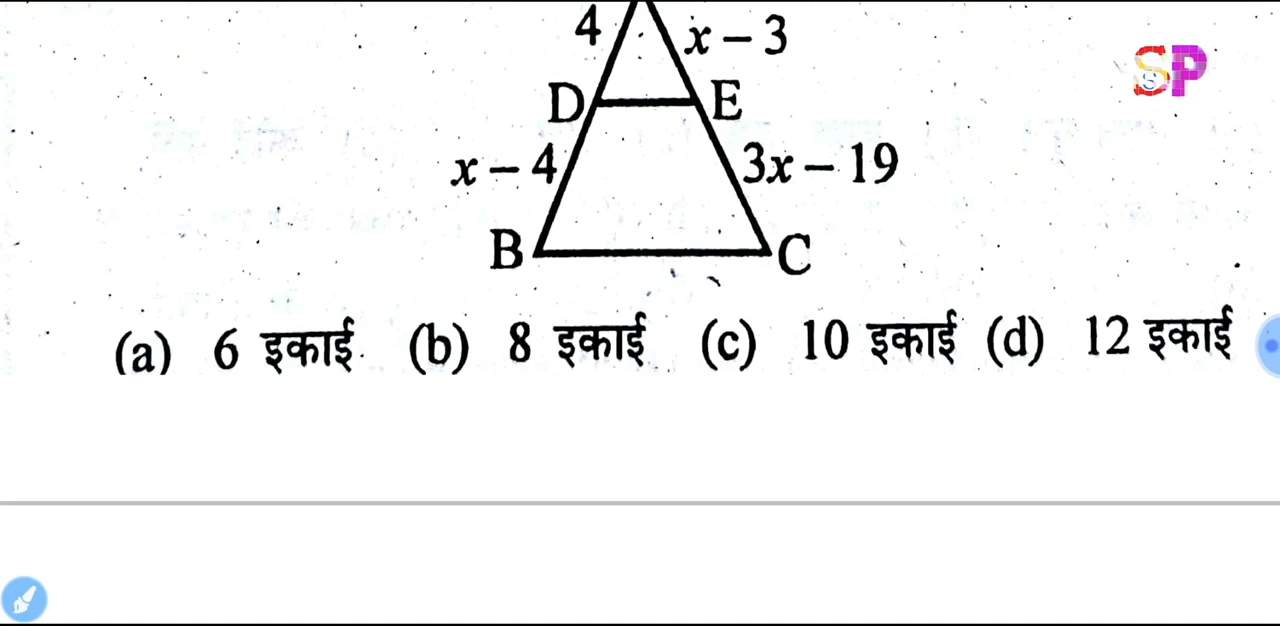 4 x – 3
SP
S
D E
x – 4 3x – 19
B C
(a) 6 इकाई (b) 8 इकाई (c) 10 इकाई (d) 12 इकाई